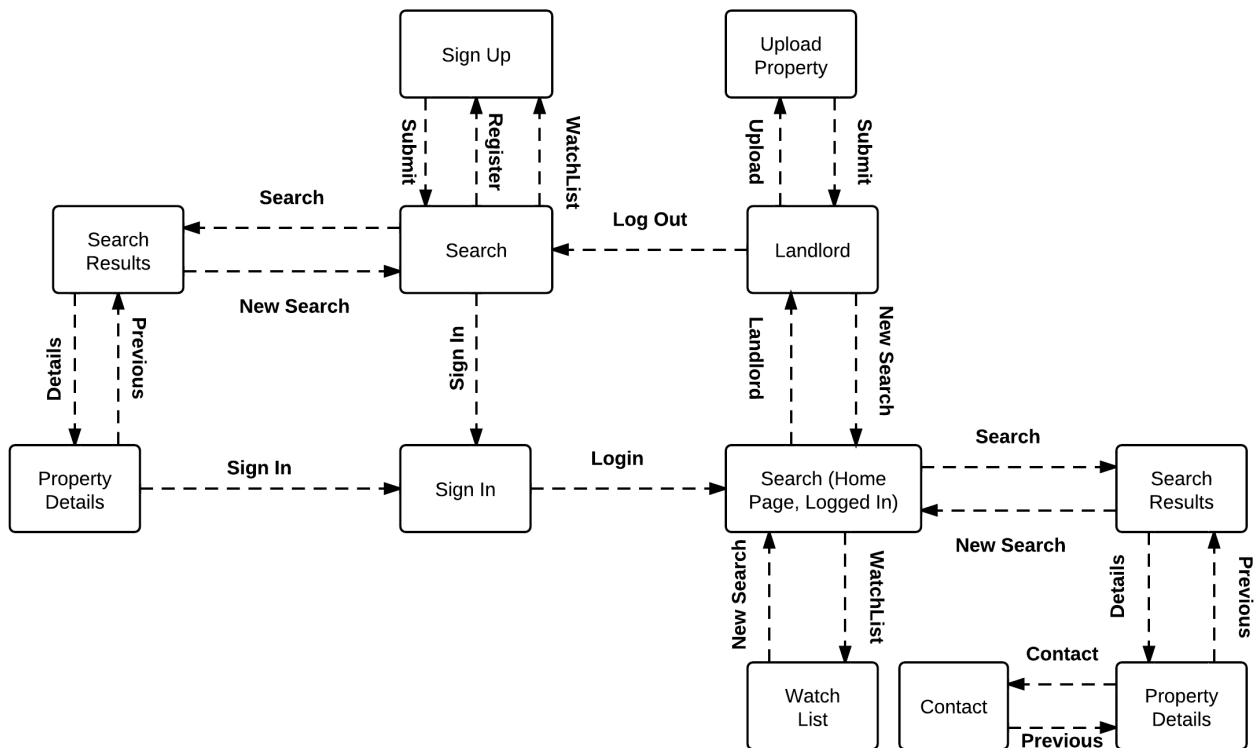 Sign Up
Upload
Property
Submit
Register
WatchList
Upload
Submit
Search
Search
Results
Search
Log Out
Landlord
New Search
Details
Previous
Sign In
Landlord
New Search
Property
Details
Sign In
Sign In
Login
Search (Home
Page, Logged In)
Search
Search
Results
New Search
New Search
WatchList
Details
Previous
Watch
List
Contact
Contact
Property
Details
Previous